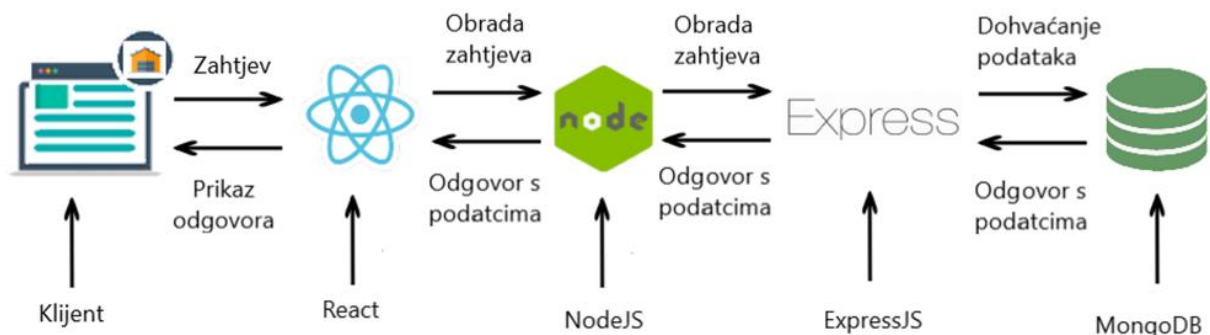 Zahtjev
Prikaz
odgovora
Obrada
zahtjeva
Odgovor s
podatcima
node
Obrada
zahtjeva
Odgovor s
podatcima
Express
Dohvaćanje
podataka
Odgovor s
podatcima
Klijent
React
NodeJS
ExpressJS
MongoDB